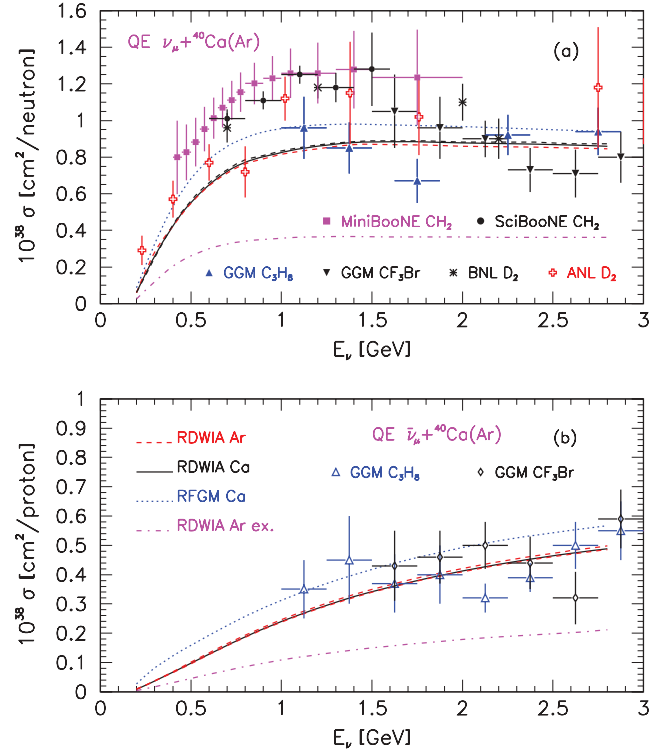 QE νμ+⁴⁰Ca(Ar)
(a)
10³⁸ σ [cm²/neutron]
1.6
1.4
1.2
1
0.8
0.6
0.4
0.2
0
MiniBooNE CH₂
SciBooNE CH₂
GGM C₃H₈
GGM CF₃Br
BNL D₂
ANL D₂
0
0.5
1
1.5
2
2.5
3
Eν [GeV]
QE ν̄μ+⁴⁰Ca(Ar)
(b)
10³⁸ σ [cm²/proton]
1
0.9
0.8
0.7
0.6
0.5
0.4
0.3
0.2
0.1
0
RDWIA Ar
RDWIA Ca
GGM C₃H₈
GGM CF₃Br
RFGM Ca
RDWIA Ar ex.
0
0.5
1
1.5
2
2.5
3
Eν [GeV]